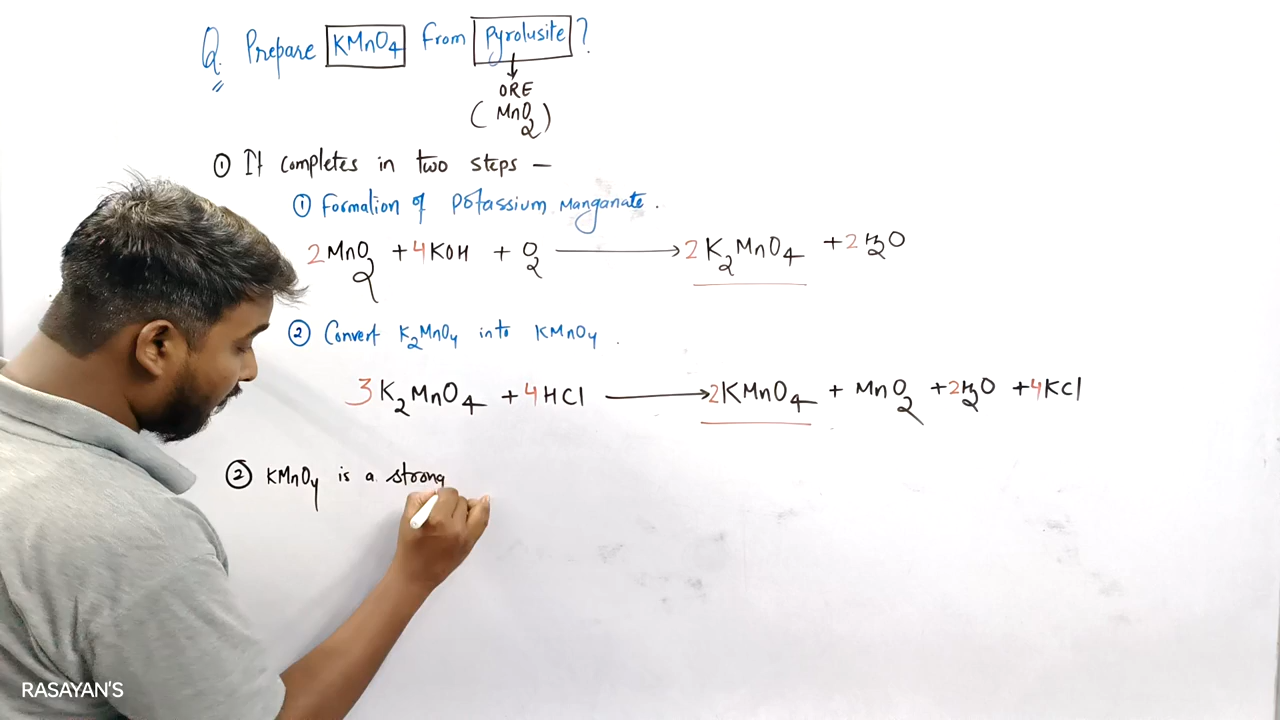 Q. Prepare KMnO4 from Pyrolusite ?
ORE
(MnO2)
① It completes in two steps –
① Formation of Potassium Manganate.
2MnO2 + 4KOH + O2 → 2K2MnO4 + 2H2O
② Convert K2MnO4 into KMnO4.
3K2MnO4 + 4HCl → 2KMnO4 + MnO2 + 2H2O + 4KCl
② KMnO4 is a strong
RASAYAN'S